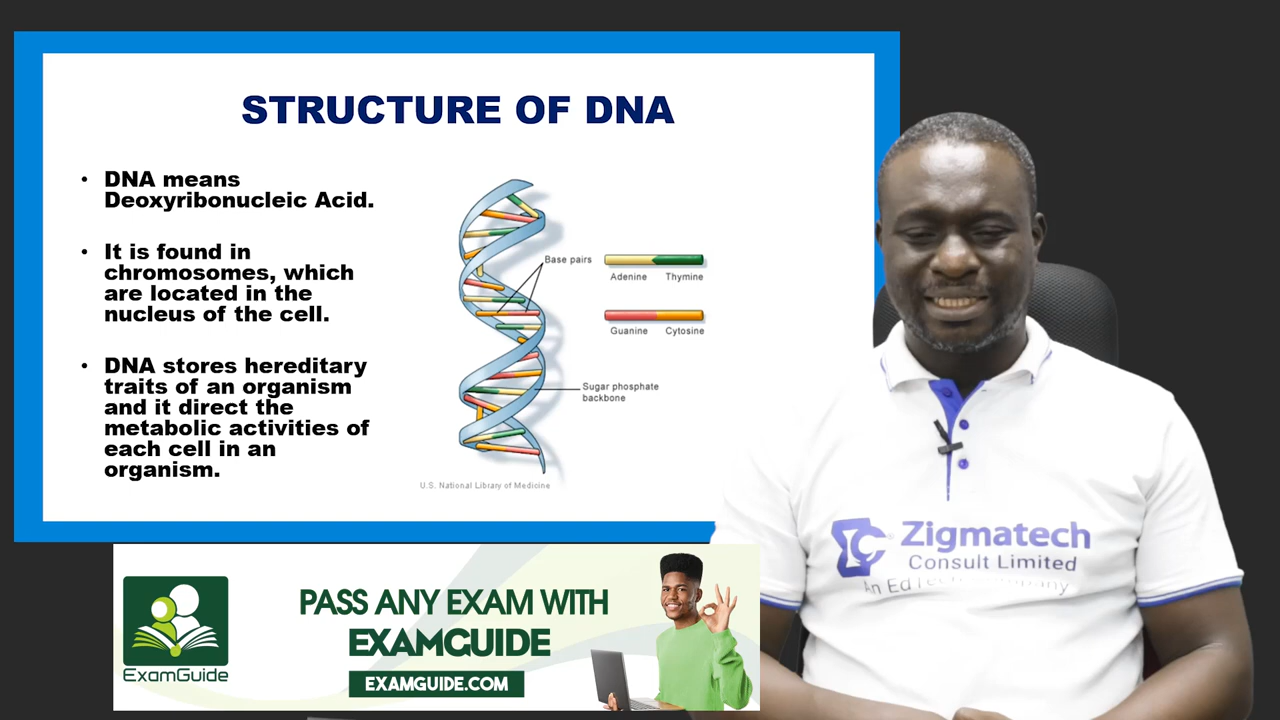 STRUCTURE OF DNA
• DNA means
Deoxyribonucleic Acid.
• It is found in
chromosomes, which
are located in the
nucleus of the cell.
• DNA stores hereditary
traits of an organism
and it direct the
metabolic activities of
each cell in an
organism.
Base pairs
Adenine Thymine
Guanine Cytosine
Sugar phosphate
backbone
U.S. National Library of Medicine
Zigmatech
Consult Limited
An EdTech Company
ExamGuide
PASS ANY EXAM WITH
EXAMGUIDE
EXAMGUIDE.COM